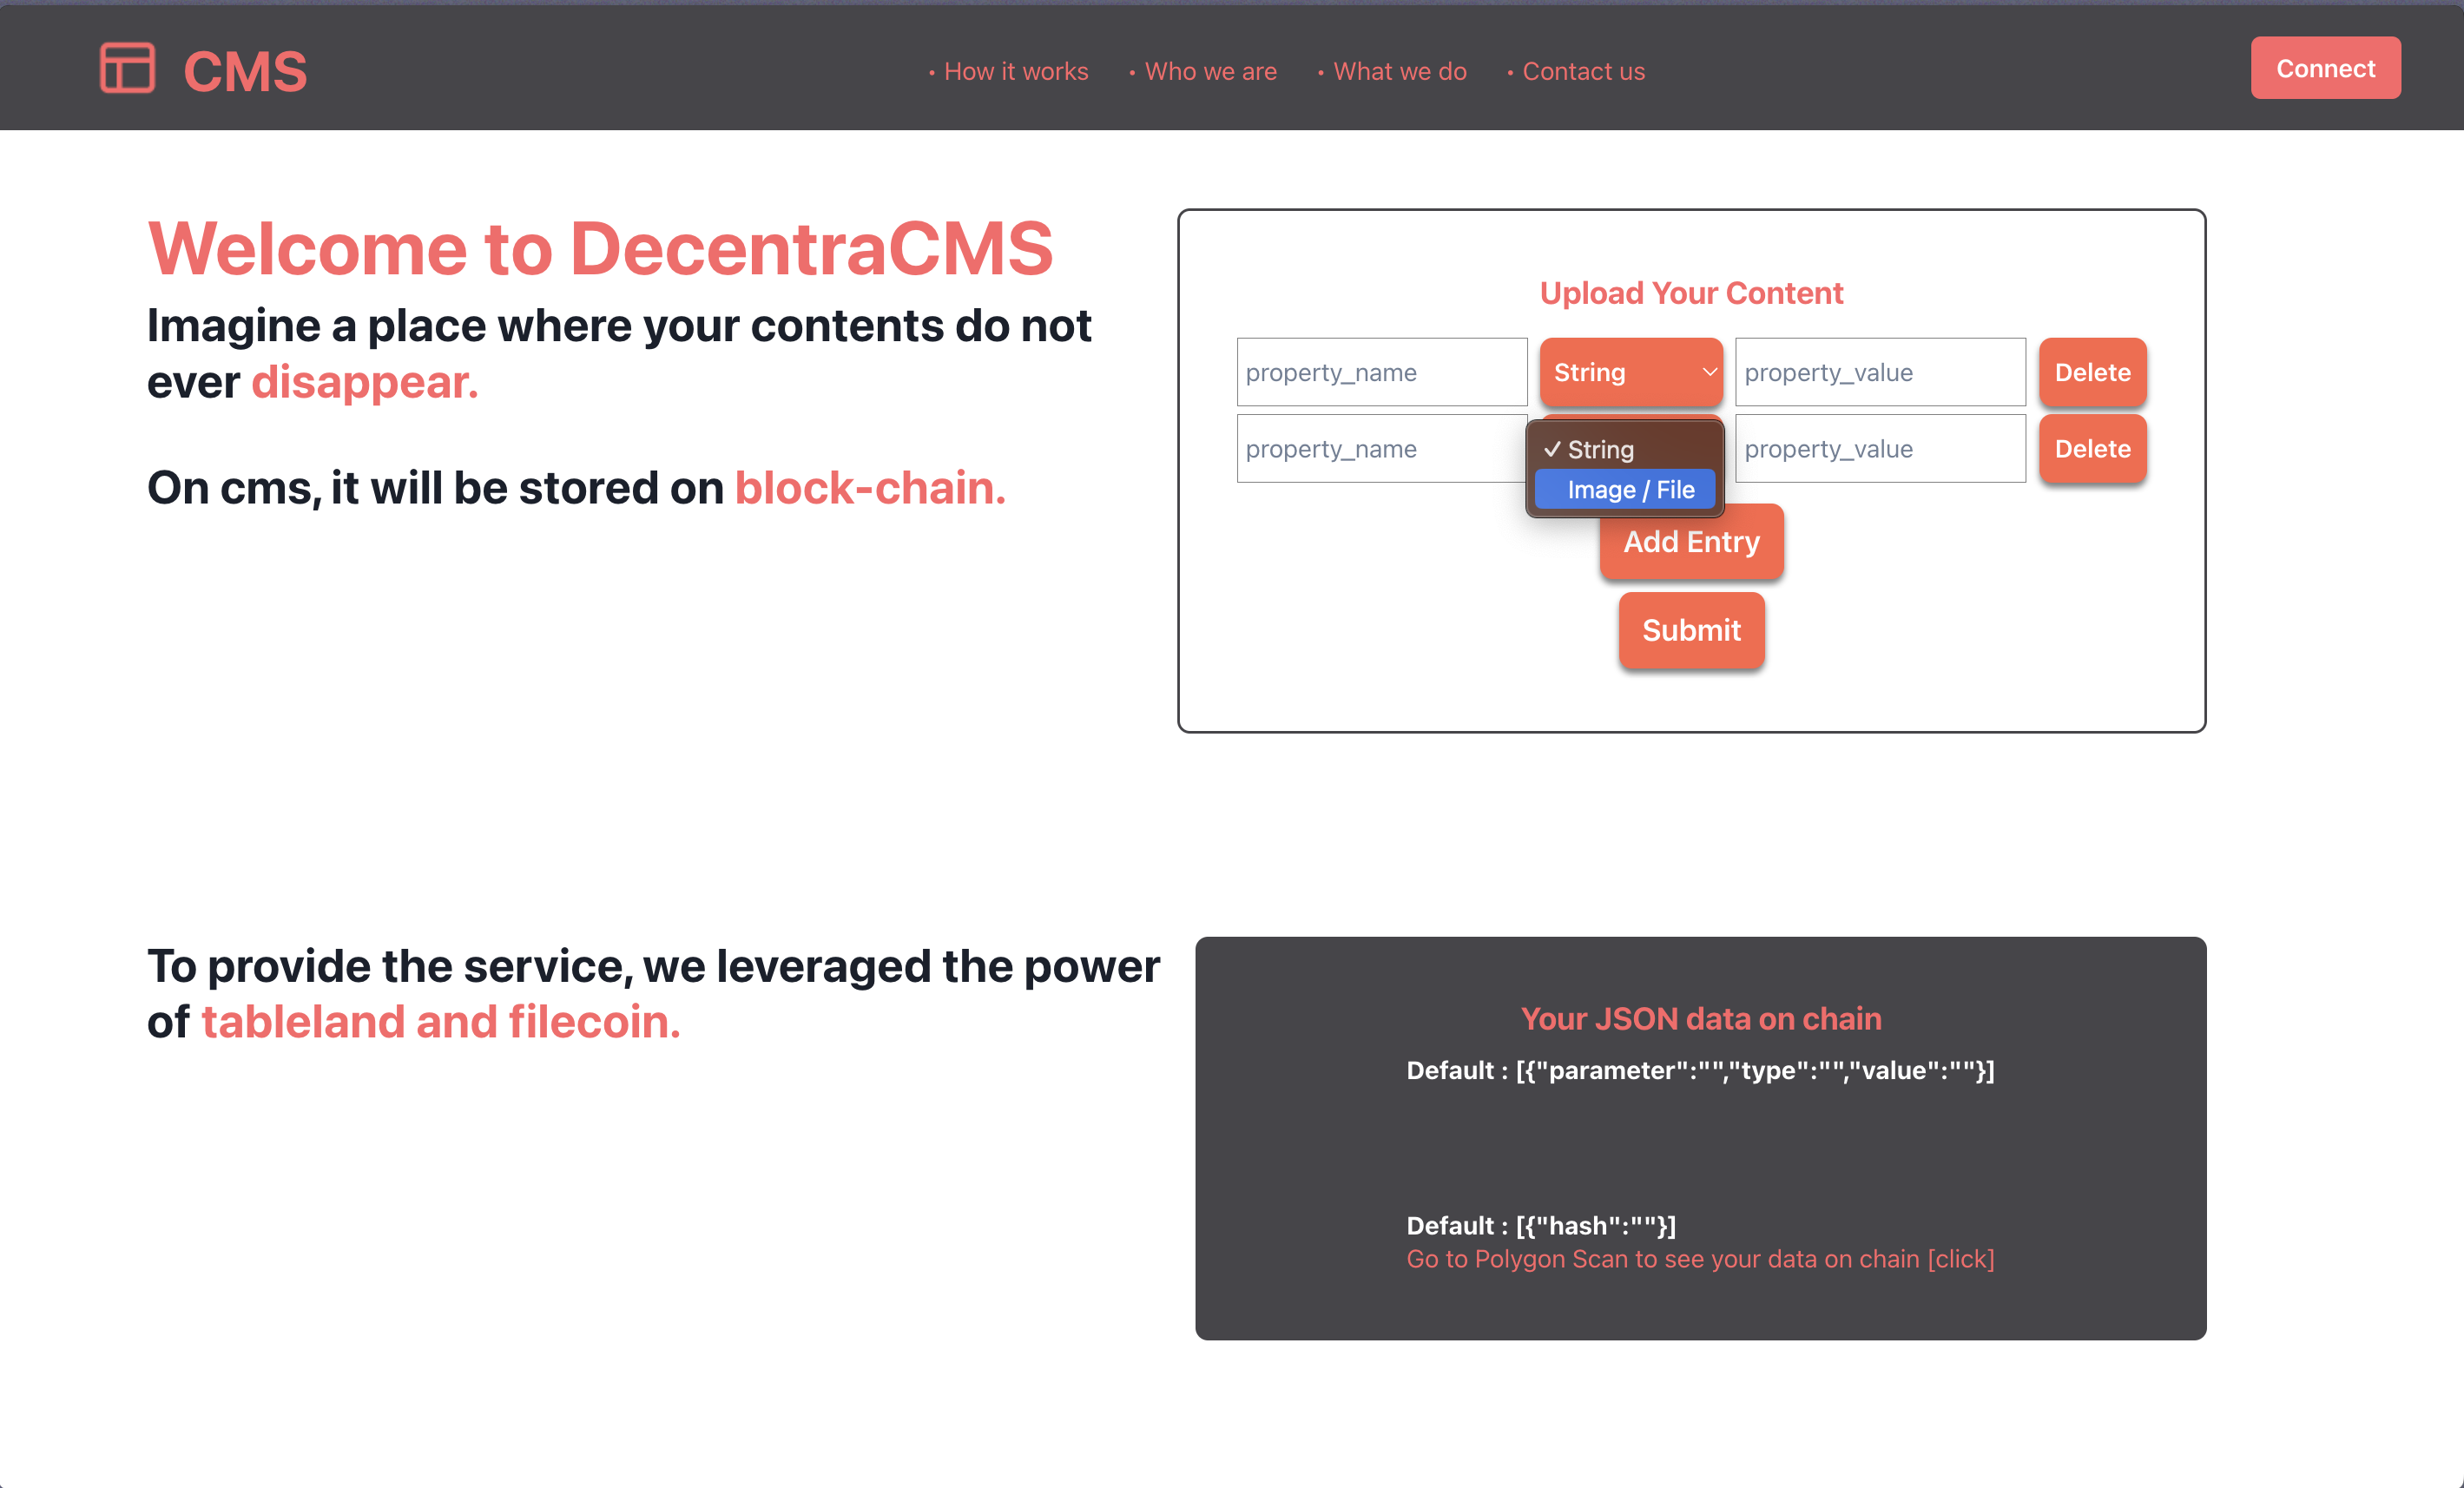 CMS
• How it works • Who we are • What we do • Contact us
Connect
Welcome to DecentraCMS
Imagine a place where your contents do not
ever disappear.
On cms, it will be stored on block-chain.
Upload Your Content
property_name String property_value Delete
property_name ✓ String property_value Delete
Image / File
Add Entry
Submit
To provide the service, we leveraged the power
of tableland and filecoin.
Your JSON data on chain
Default : [{"parameter":"","type":"","value":""}]
Default : [{"hash":""}]
Go to Polygon Scan to see your data on chain [click]